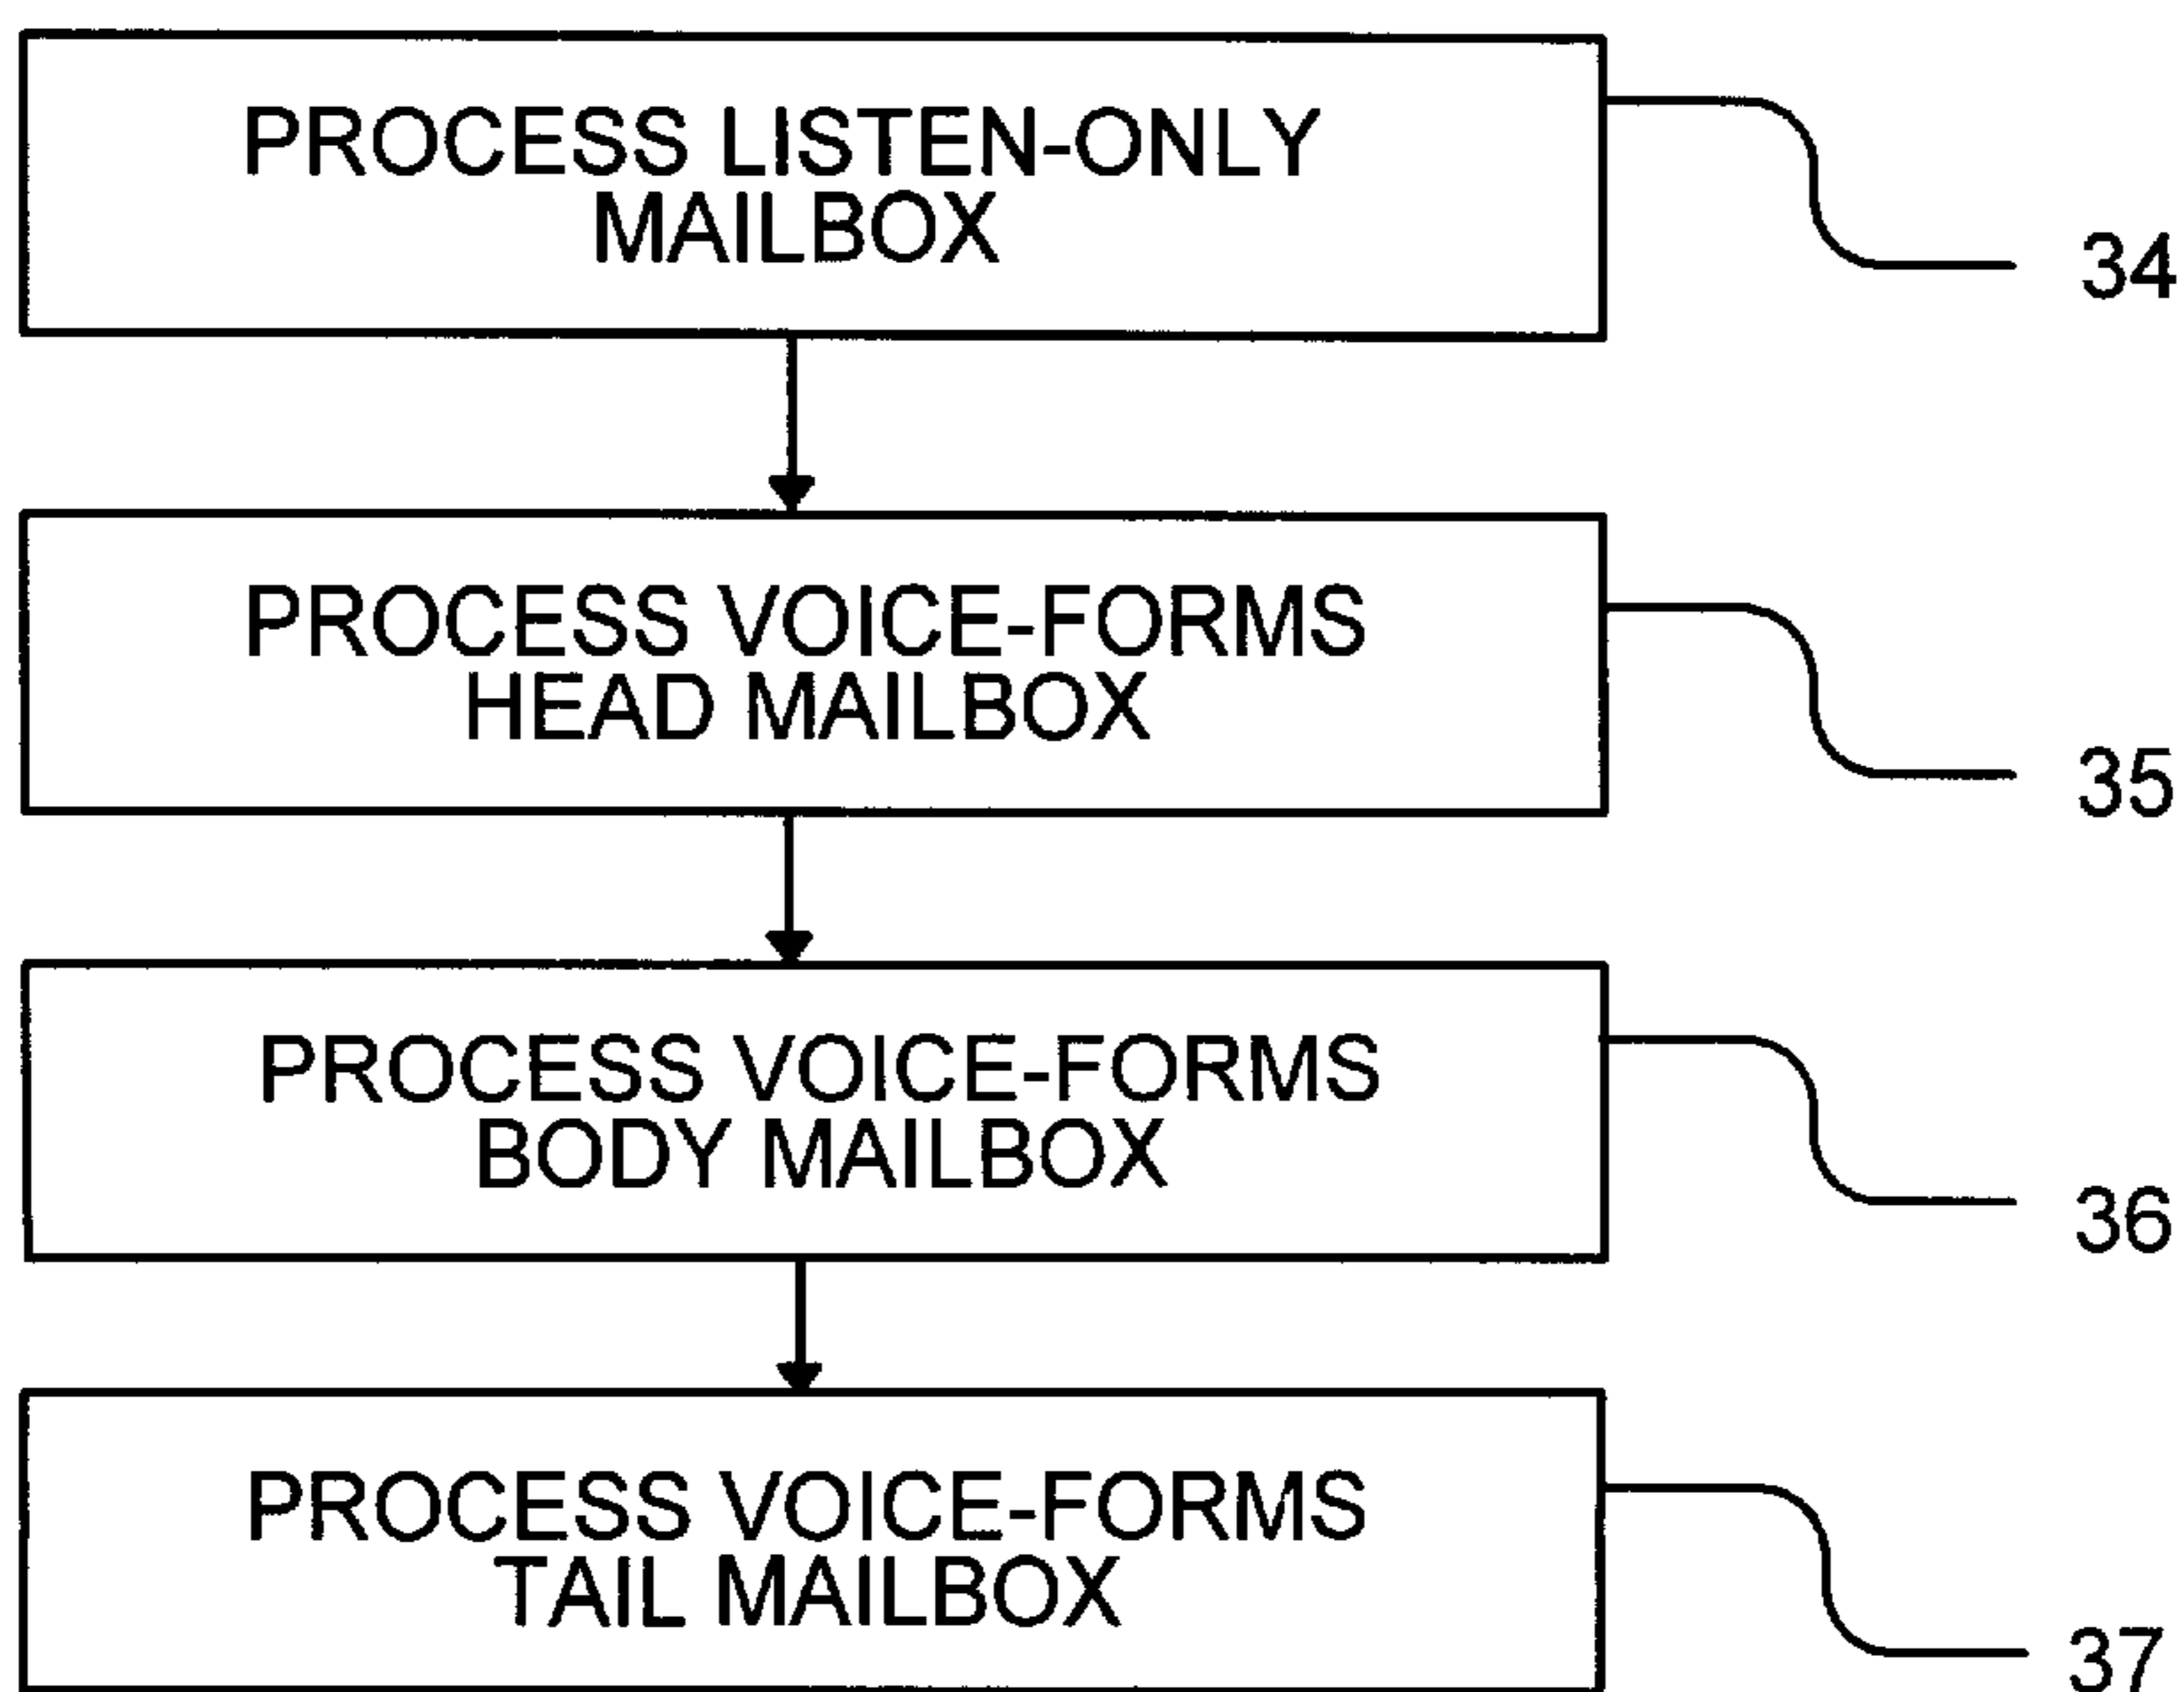 PROCESS LISTEN-ONLY
MAILBOX
34
PROCESS VOICE-FORMS
HEAD MAILBOX
35
PROCESS VOICE-FORMS
BODY MAILBOX
36
PROCESS VOICE-FORMS
TAIL MAILBOX
37